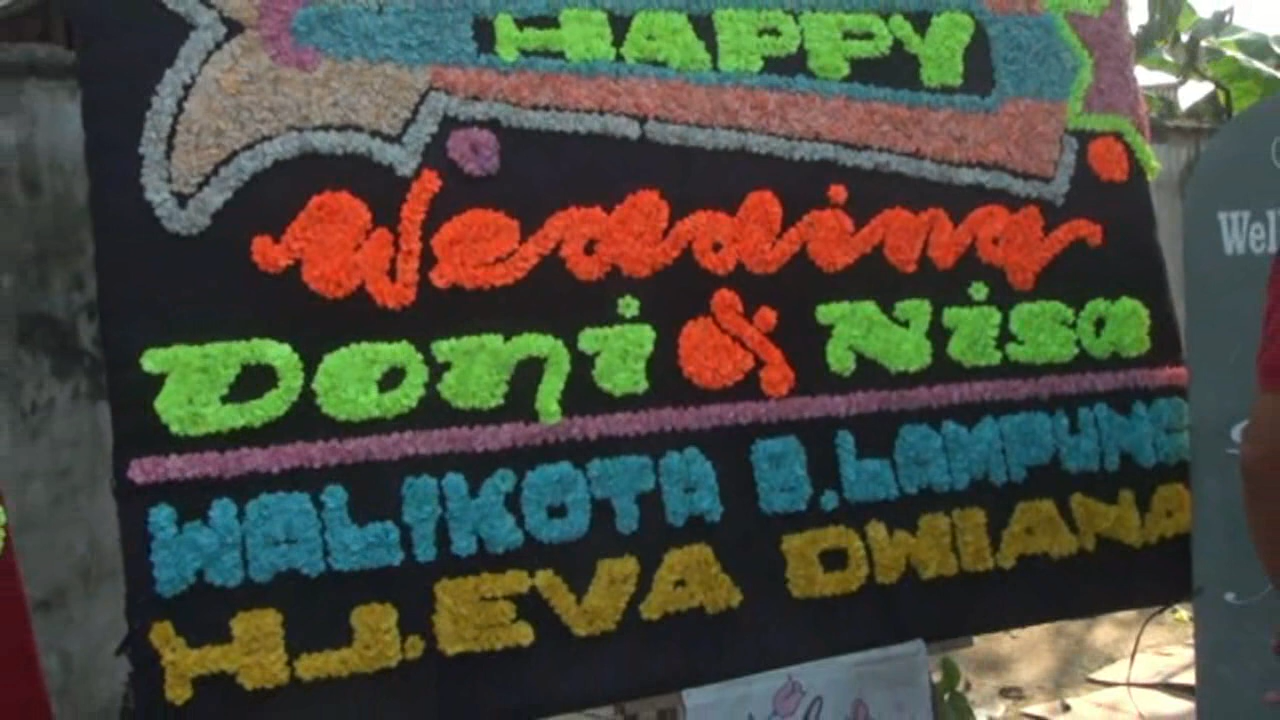 HAPPY
Wedding
Doni & Nisa
WALIKOTA B.LAMPUNG
HJ.EVA DWIANA